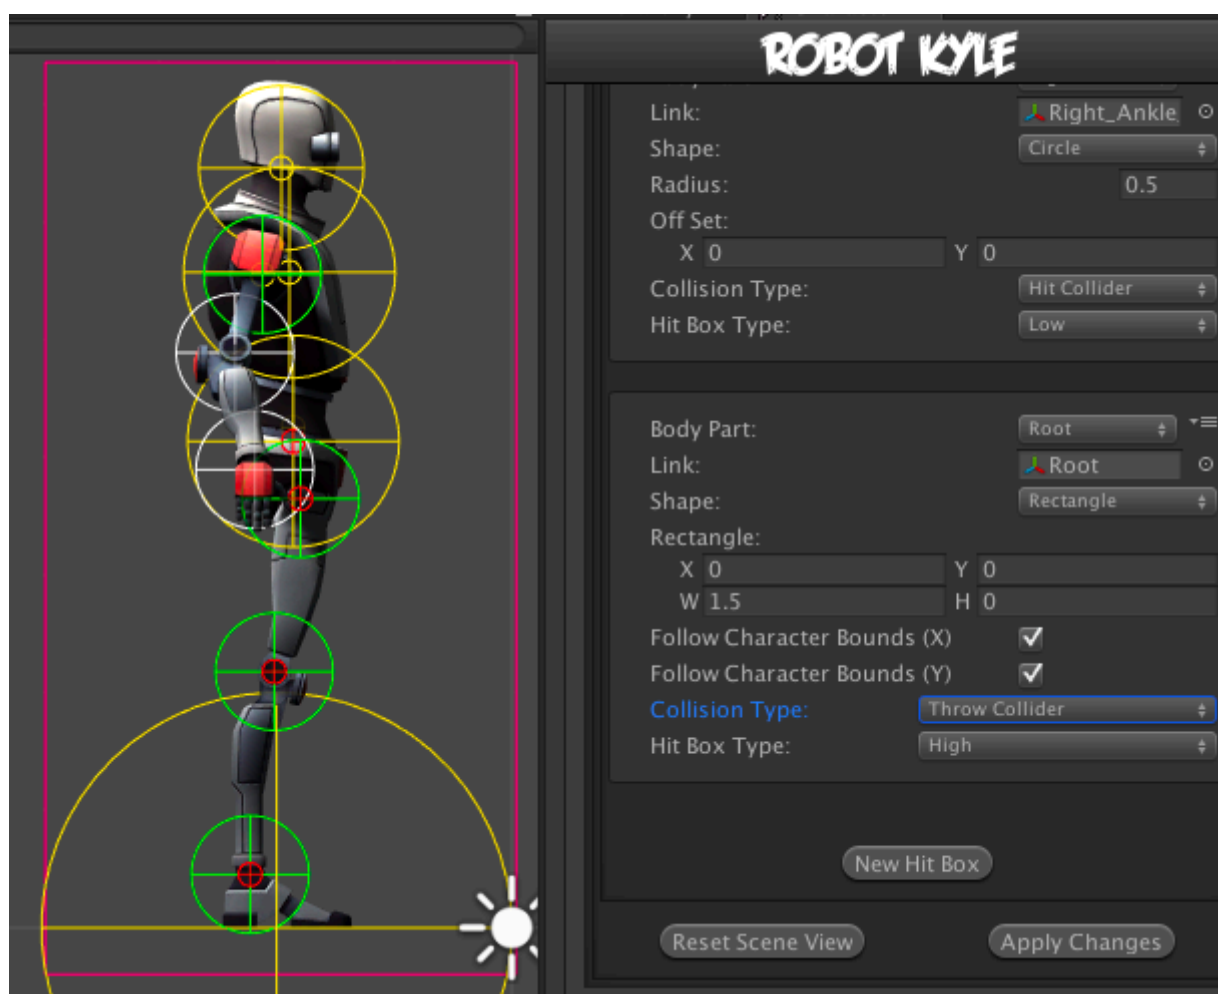 ROBOT KYLE
Link: Right_Ankle
Shape: Circle
Radius: 0.5
Off Set:
X 0 Y 0
Collision Type: Hit Collider
Hit Box Type: Low
Body Part: Root
Link: Root
Shape: Rectangle
Rectangle:
X 0 Y 0
W 1.5 H 0
Follow Character Bounds (X)
Follow Character Bounds (Y)
Collision Type: Throw Collider
Hit Box Type: High
New Hit Box
Reset Scene View Apply Changes